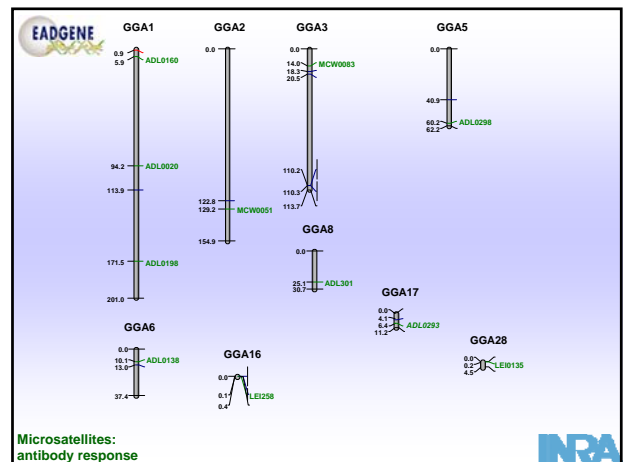 EADGENE
GGA1
0.9
5.9
ADL0160
94.2
ADL0020
113.9
171.5
ADL0198
201.0
GGA2
0.0
122.8
129.2
MCW0051
154.9
GGA3
0.0
14.0
MCW0083
18.3
20.5
110.2
110.3
113.7
GGA5
0.0
40.9
60.2
ADL0298
62.2
GGA8
0.0
25.1
ADL301
30.7
GGA17
0.0
4.1
6.4
ADL0293
11.2
GGA6
0.0
10.1
ADL0138
13.0
37.4
GGA16
0.0
0.1
LEI258
0.4
GGA28
0.0
0.2
LEI0135
4.5
Microsatellites:
antibody response
INRA